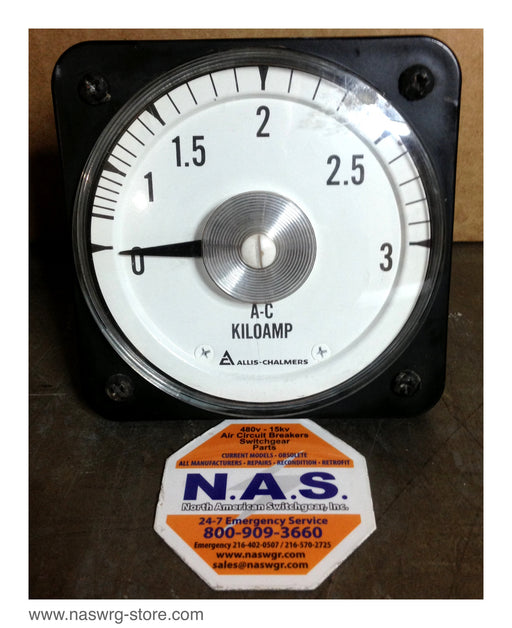 2
1.5
2.5
1
0
3
A-C
KILOAMP
ALLIS-CHALMERS
480v - 15kv
Air Circuit Breakers
Switchgear
Parts
CURRENT MODELS - OBSOLETE
ALL MANUFACTURERS - REPAIRS - RECONDITION - RETROFIT
N.A.S.
North American Switchgear, Inc.
24-7 Emergency Service
800-909-3660
Emergency 216-402-0507 / 216-570-2725
www.naswgr.com
sales@naswgr.com
www.naswrg-store.com